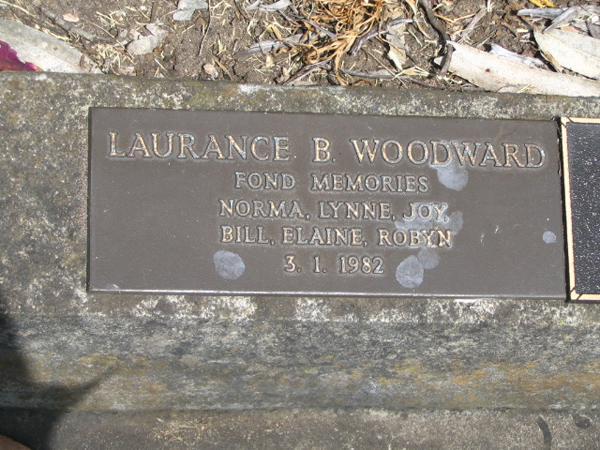 LAURANCE B. WOODWARD
FOND MEMORIES
NORMA, LYNNE, JOY,
BILL, ELAINE, ROBYN
3. 1. 1982